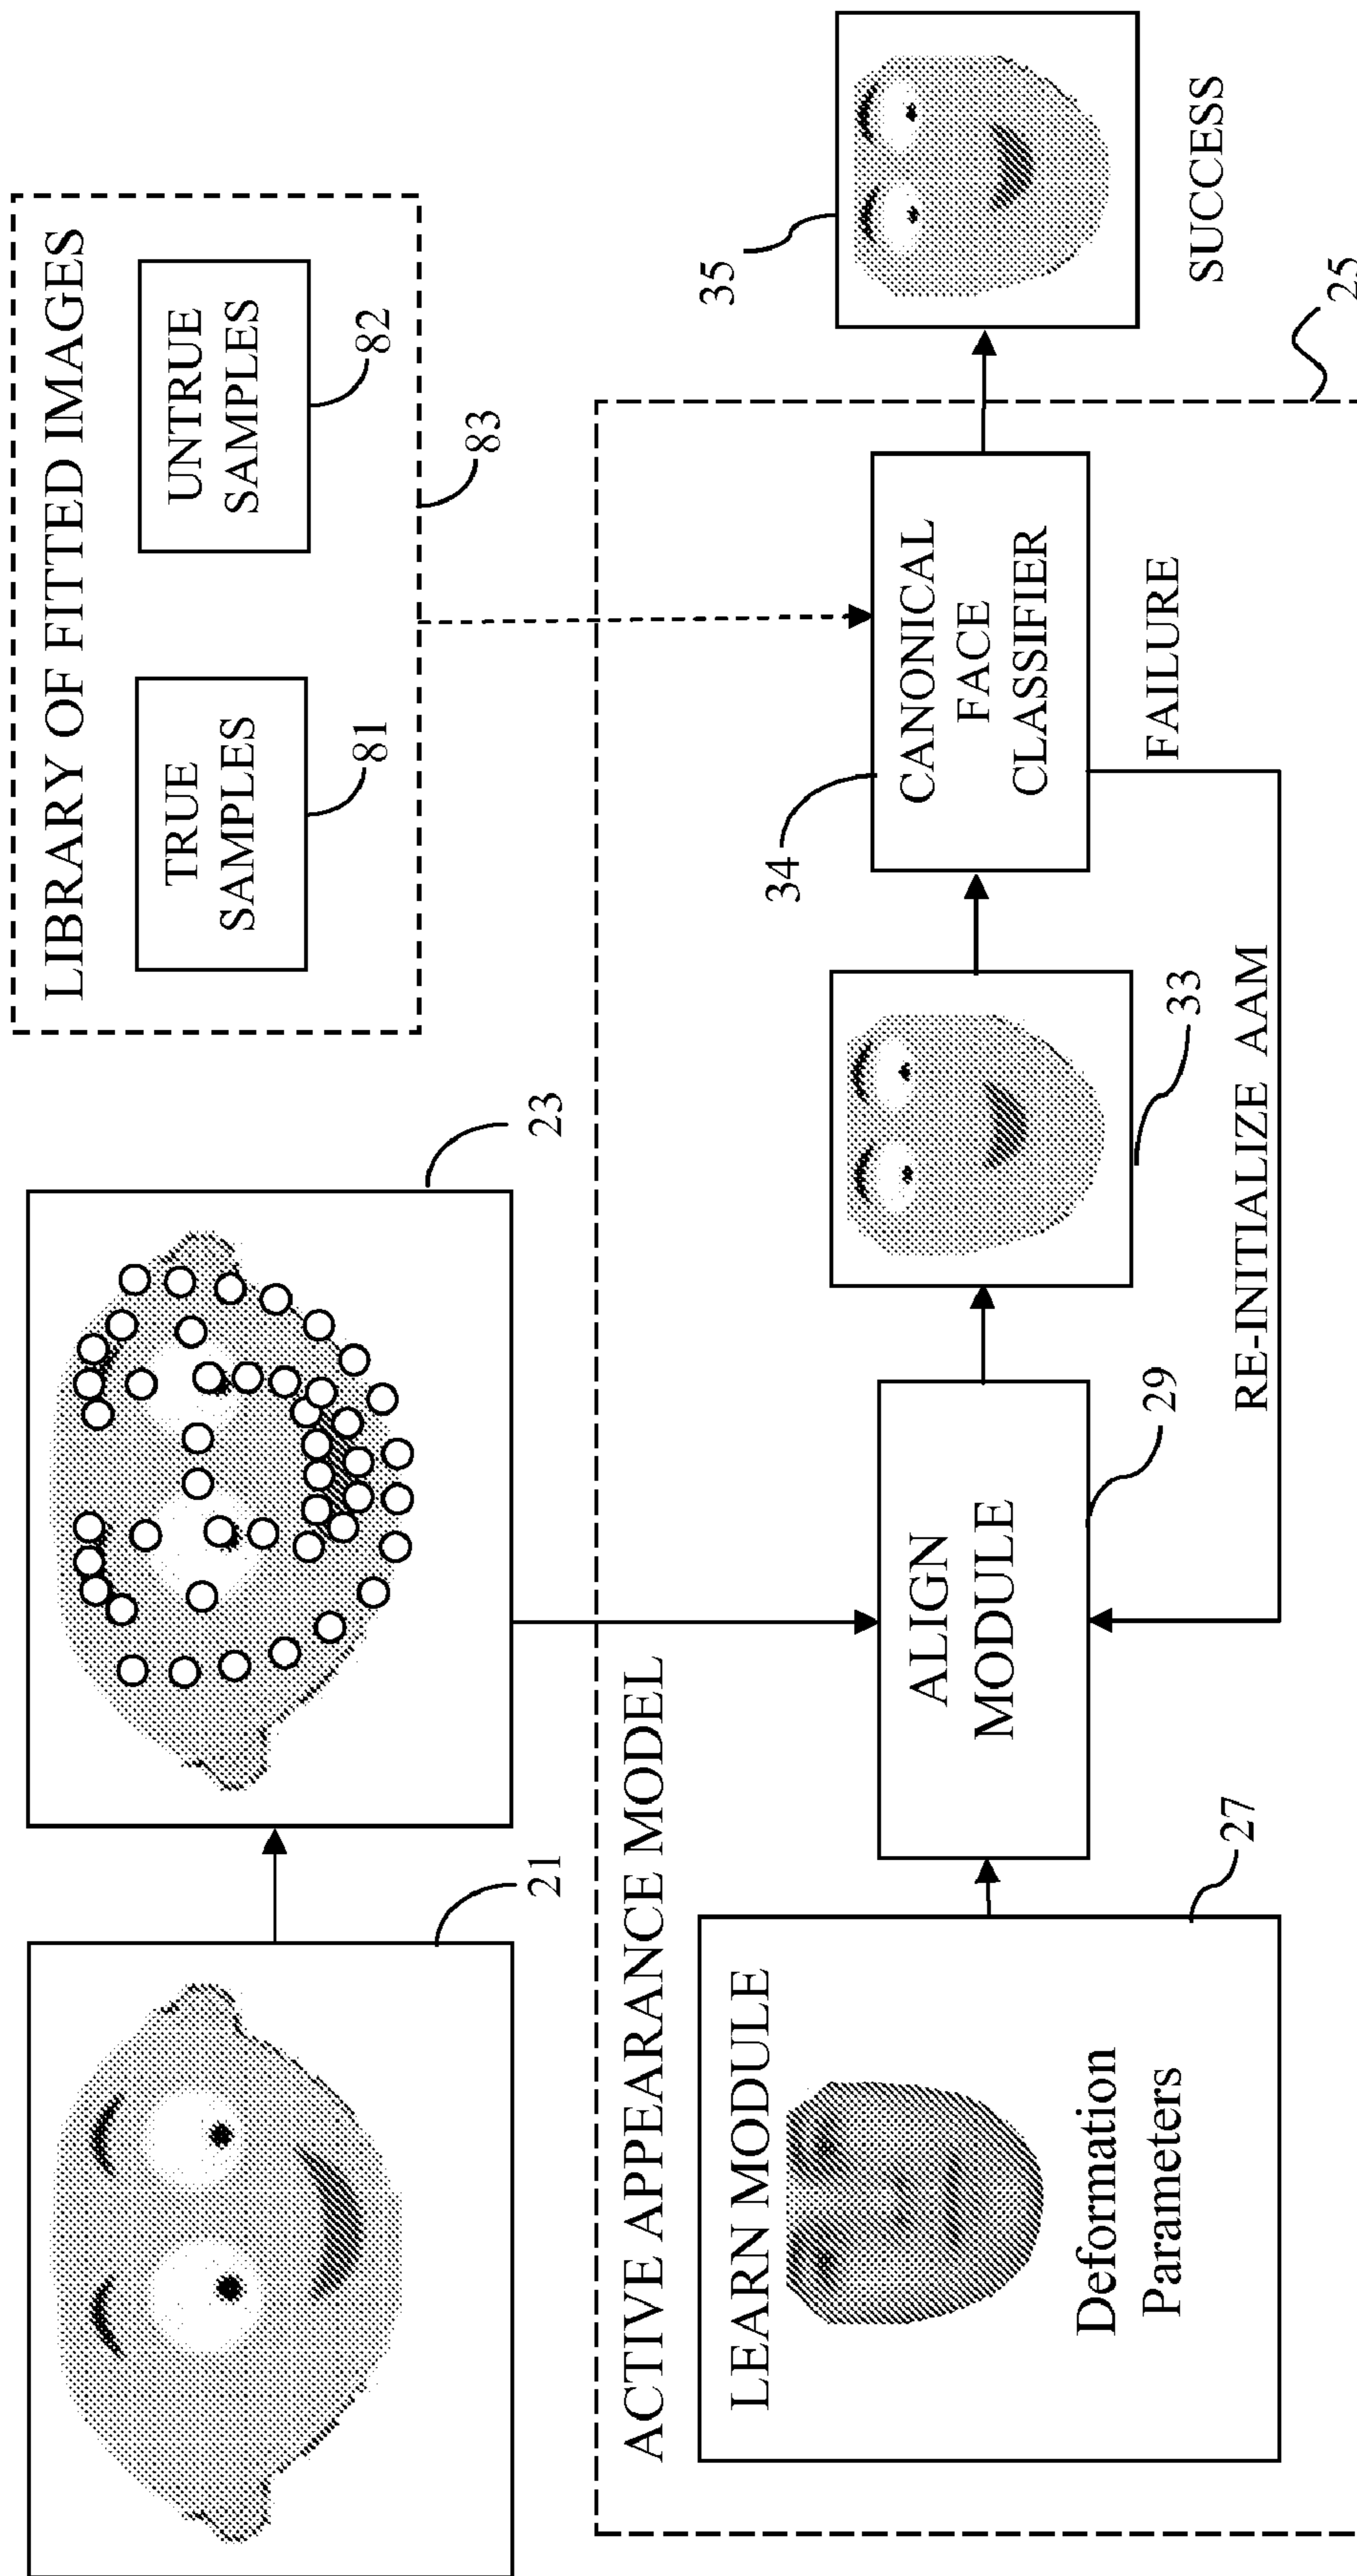 21
23
LIBRARY OF FITTED IMAGES
TRUE
SAMPLES
81
UNTRUE
SAMPLES
82
83
ACTIVE APPEARANCE MODEL
LEARN MODULE
Deformation
Parameters
27
ALIGN
MODULE
29
33
34
CANONICAL
FACE
CLASSIFIER
FAILURE
RE-INITIALIZE AAM
35
SUCCESS
25